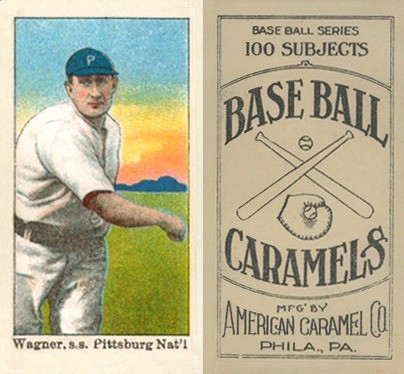 P
Wagner, s.s. Pittsburg Nat'l
BASE BALL SERIES
100 SUBJECTS
BASE BALL
CARAMELS
MFG' BY
AMERICAN CARAMEL Co
PHILA., PA.